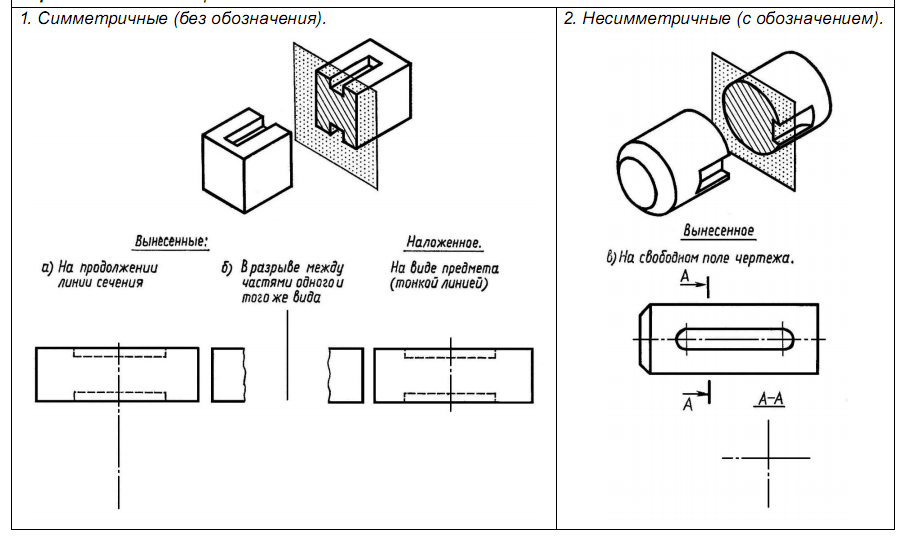 1. Симметричные (без обозначения).
2. Несимметричные (с обозначением).
Вынесенные:
а) На продолжении
линии сечения
б) В разрыве между
частями одного и
того же вида
Наложенное.
На виде предмета
(тонкой линией)
Вынесенное
в) На свободном поле чертежа.
А
А
А–А